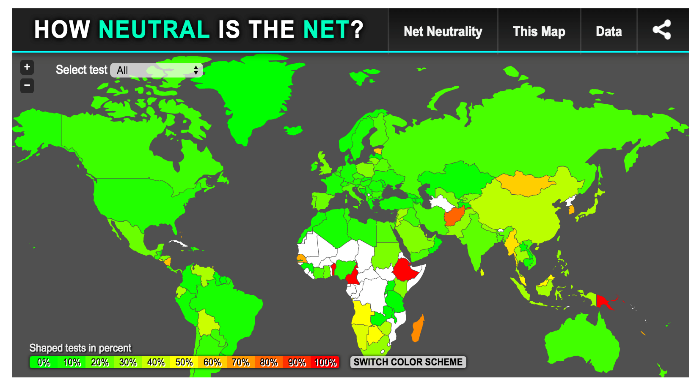 HOW NEUTRAL IS THE NET?
Net Neutrality
This Map
Data
+
−
Select test
All
Shaped tests in percent
0% 10% 20% 30% 40% 50% 60% 70% 80% 90% 100%
SWITCH COLOR SCHEME